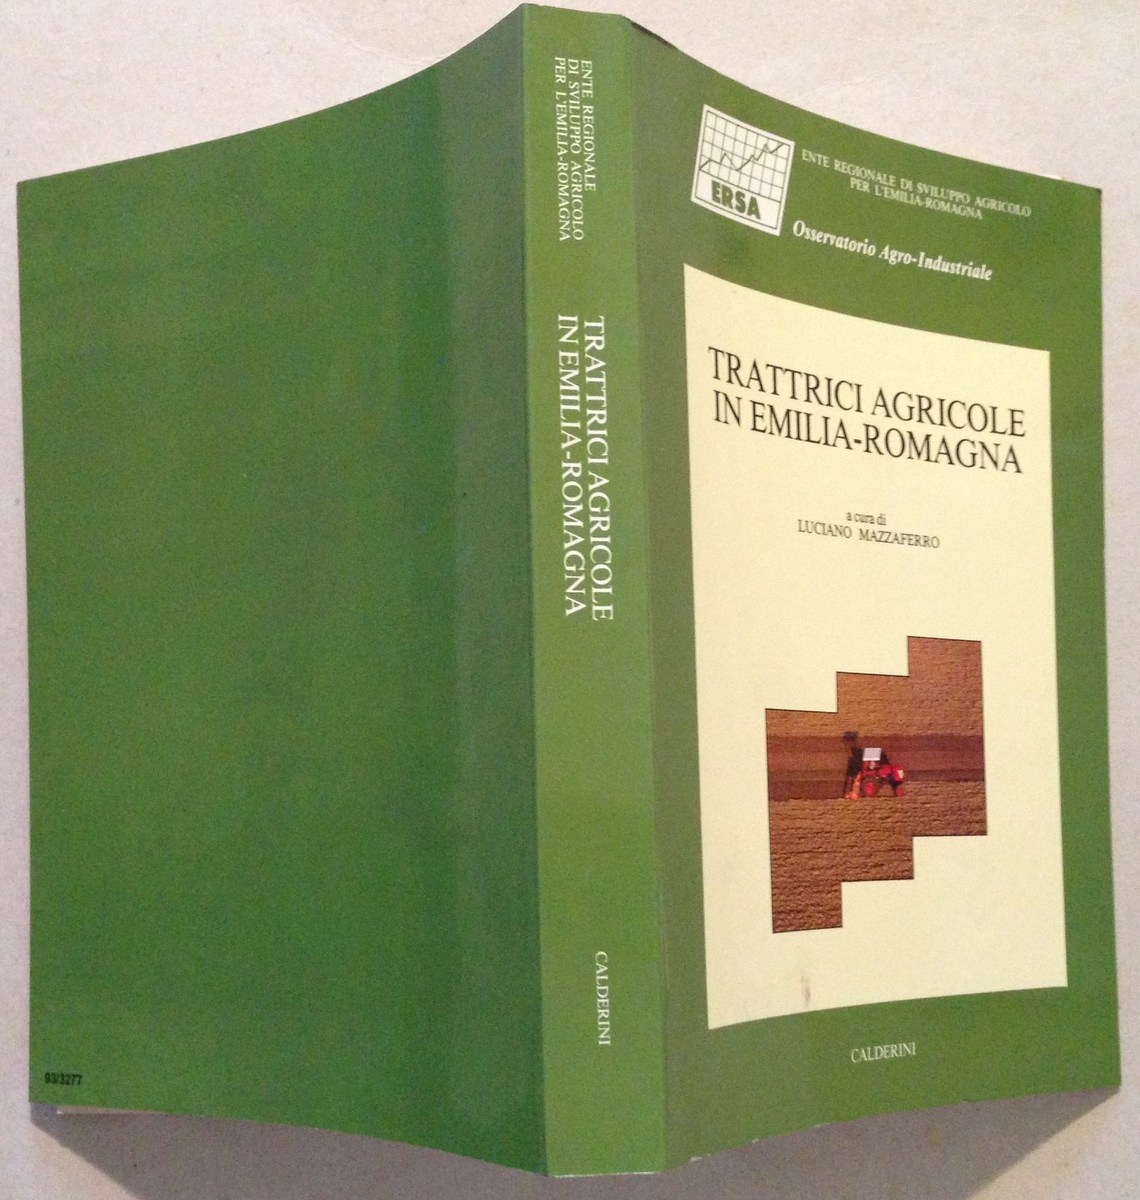 ENTE REGIONALE
DI SVILUPPO AGRICOLO
PER L'EMILIA-ROMAGNA
TRATTRICI AGRICOLE
IN EMILIA-ROMAGNA
CALDERINI
ERSA
ENTE REGIONALE DI SVILUPPO AGRICOLO
PER L'EMILIA-ROMAGNA
Osservatorio Agro-Industriale
TRATTRICI AGRICOLE
IN EMILIA-ROMAGNA
a cura di
LUCIANO MAZZAFERRO
CALDERINI
93/3277